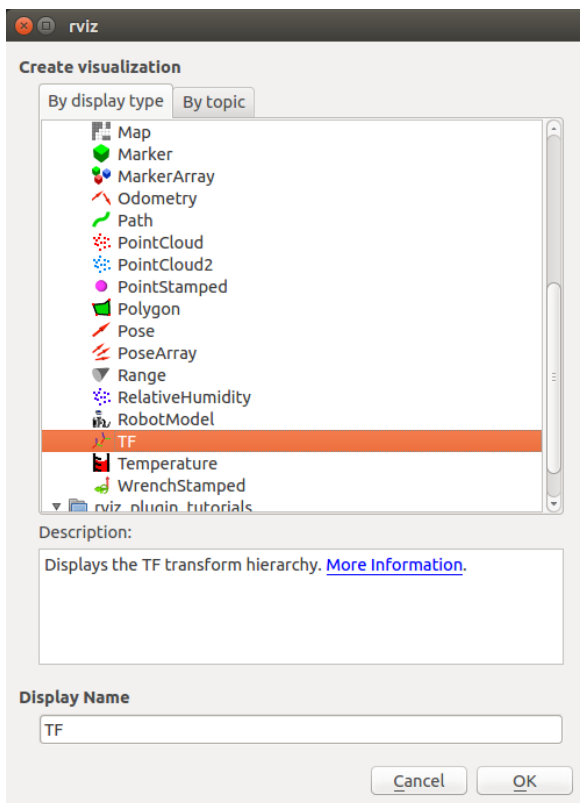 rviz
Create visualization
By display type By topic
Map
Marker
MarkerArray
Odometry
Path
PointCloud
PointCloud2
PointStamped
Polygon
Pose
PoseArray
Range
RelativeHumidity
RobotModel
TF
Temperature
WrenchStamped
rviz_plugin_tutorials
Description:
Displays the TF transform hierarchy. More Information.
Display Name
TF
Cancel OK